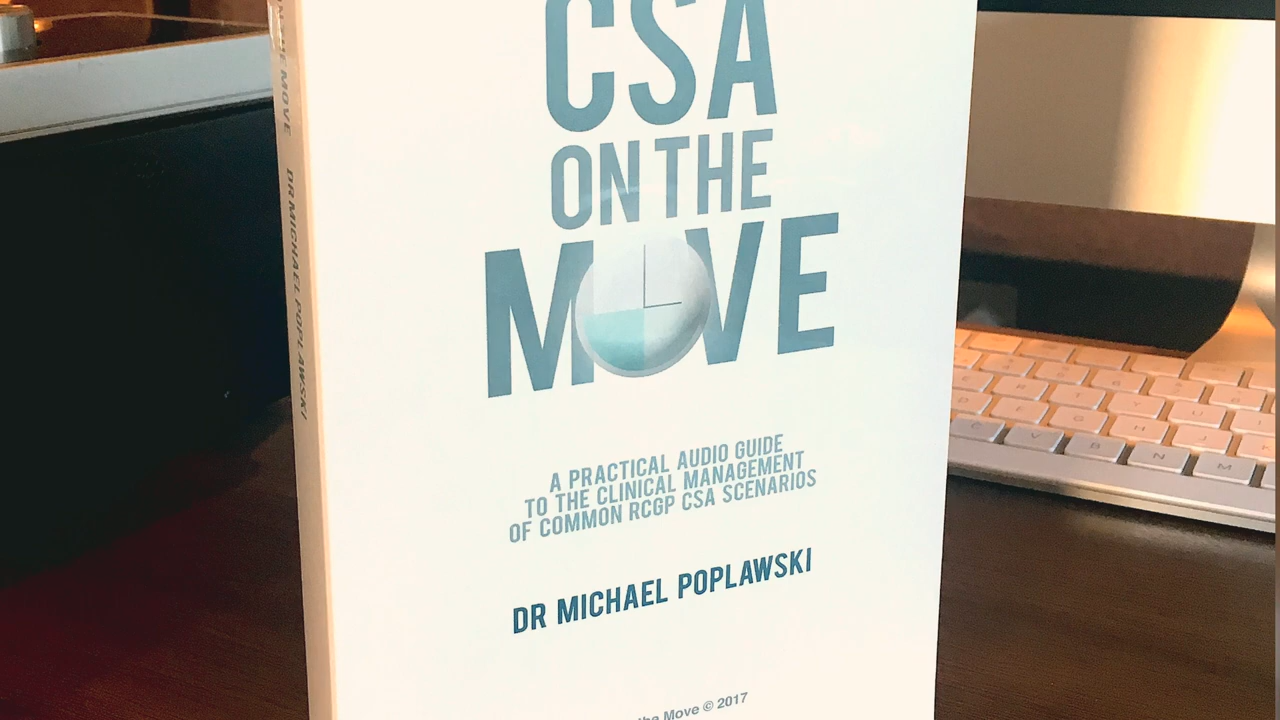 CSA
ON THE
MOVE
A PRACTICAL AUDIO GUIDE
TO THE CLINICAL MANAGEMENT
OF COMMON RCGP CSA SCENARIOS
DR MICHAEL POPLAWSKI
the Move © 2017
MOVE DR MICHAEL POPLAWSKI